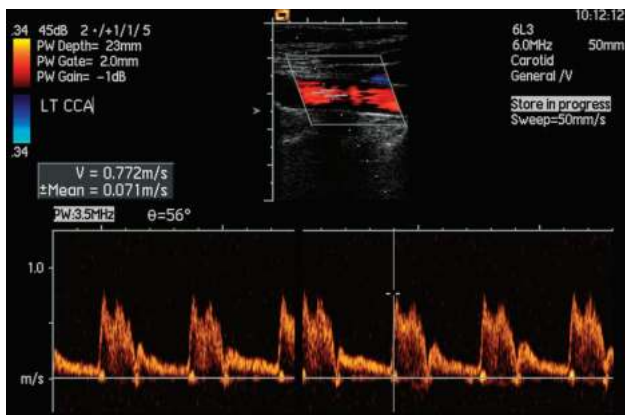 10:12:12
.34
45dB 2 •/+1/1/ 5
PW Depth= 23mm
PW Gate= 2.0mm
PW Gain= -1dB
LT CCA
.34
6L3
6.0MHz 50mm
Carotid
General /V
Store in progress
Sweep=50mm/s
V = 0.772m/s
±Mean = 0.071m/s
PW:3.5MHz θ=56°
1.0
m/s